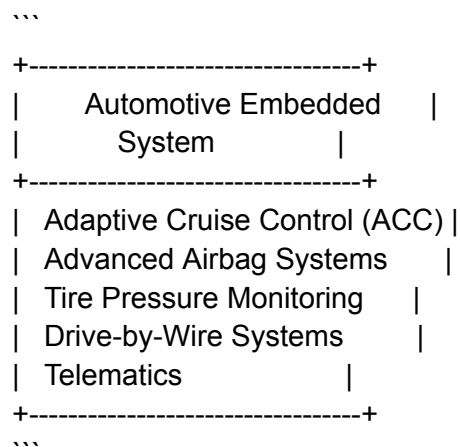 ```
+----------------------------------+
|       Automotive Embedded    |
|           System              |
+----------------------------------+
|   Adaptive Cruise Control (ACC) |
|   Advanced Airbag Systems      |
|   Tire Pressure Monitoring      |
|   Drive-by-Wire Systems        |
|   Telematics                  |
+----------------------------------+
```